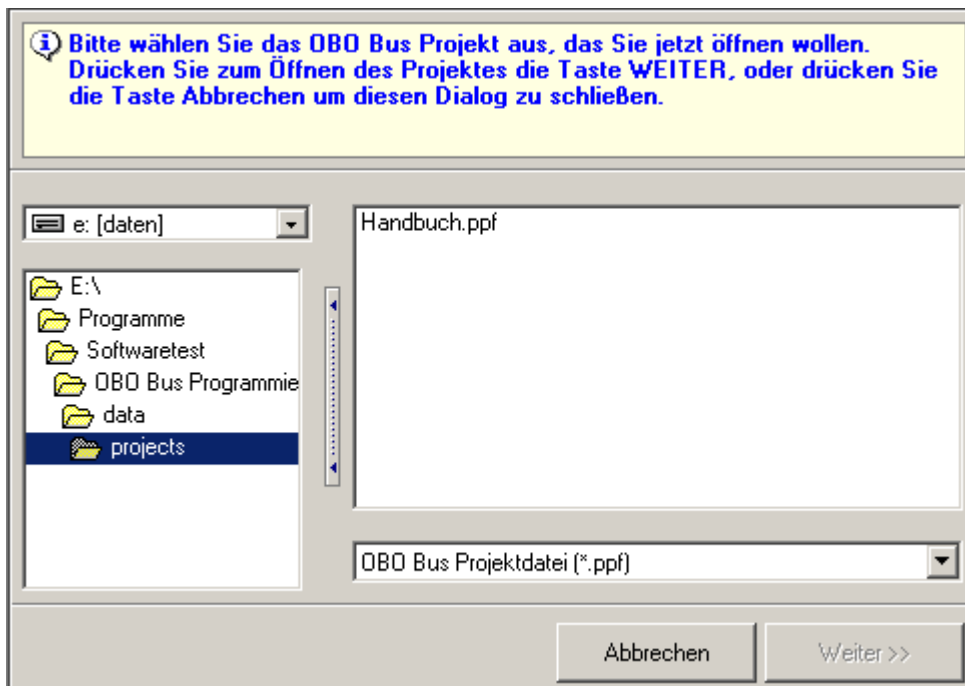 Bitte wählen Sie das OBO Bus Projekt aus, das Sie jetzt öffnen wollen.
Drücken Sie zum Öffnen des Projektes die Taste WEITER, oder drücken Sie
die Taste Abbrechen um diesen Dialog zu schließen.
e: [daten]
Handbuch.ppf
E:\
Programme
Softwaretest
OBO Bus Programmie
data
projects
OBO Bus Projektdatei (*.ppf)
Abbrechen
Weiter >>